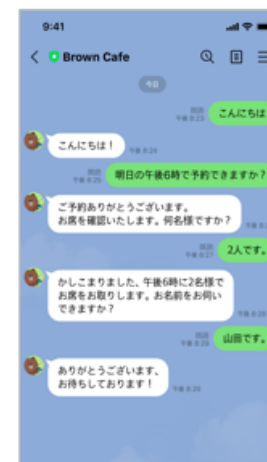 9:41
Brown Cafe
今日
こんにちは
こんにちは！
明日の午後6時で予約できますか？
ご予約ありがとうございます。
お席を確認いたします。何名様ですか？
2人です。
かしこまりました、午後6時に2名様で
お席をお取りします。お名前をお伺い
できますか？
山田です。
ありがとうございます、
お待ちしております！